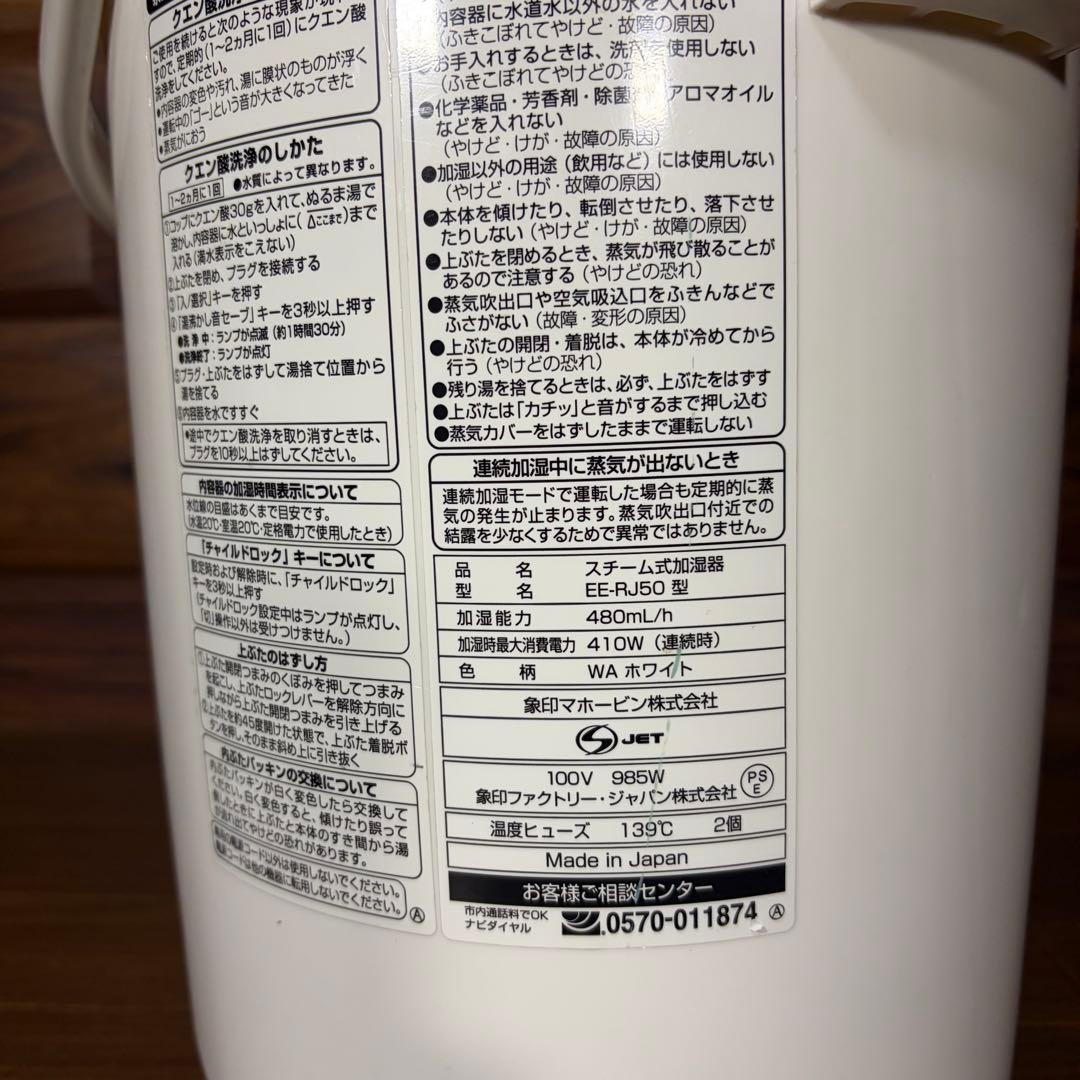 クエン酸洗浄
ご使用を続けると次のような現象が現
すので、定期的(1~2ヵ月に1回)にクエン酸
洗浄をしてください。
●内容器の変色や汚れ、湯に膜状のものが浮く
●運転中の「ゴー」という音が大きくなってきた
●蒸気がにおう
クエン酸洗浄のしかた
1~2ヵ月に1回 ●水質によって異なります。
①コップにクエン酸30gを入れて、ぬるま湯で
溶かし、内容器に水といっしょに(△ここまで)まで
入れる(満水表示をこえない)
②上ぶたを閉め、プラグを接続する
③「入/選択」キーを押す
④「湯沸かし音セーブ」キーを3秒以上押す
●洗浄中:ランプが点滅(約1時間30分)
●洗浄終了:ランプが点灯
⑤プラグ・上ぶたをはずして湯捨て位置から
湯を捨てる
⑥内容器を水ですすぐ
●途中でクエン酸洗浄を取り消すときは、
プラグを10秒以上はずしてください。
内容器の加湿時間表示について
水位線の目盛はあくまで目安です。
(水温20℃・室温20℃・定格電力で使用したとき)
「チャイルドロック」キーについて
設定時および解除時に、「チャイルドロック」
キーを3秒以上押す
(チャイルドロック設定中はランプが点灯し、
「切」操作以外は受けつけません。)
上ぶたのはずし方
①上ぶた開閉つまみのくぼみを押してつまみ
を起こし、上ぶたロックレバーを解除方向に
押しながら上ぶた開閉つまみを引き上げる
②上ぶたを約45度開けた状態で、上ぶた着脱ボ
タンを押し、そのまま斜め上に引き抜く
内ぶたパッキンの交換について
内ぶたパッキンが白く変色したら交換して
ください。白く変色すると、傾けたり誤って
倒したときに上ぶたと本体のすき間から湯
が流れ出てやけどの恐れがあります。
コード以外は使用しないでください。
コードは他の機器に転用しないでください。 Ⓐ
内容器に水道水以外の水を入れない
(ふきこぼれてやけど・故障の原因)
お手入れするときは、洗剤を使用しない
(ふきこぼれてやけどの恐
●化学薬品・芳香剤・除菌 アロマオイル
などを入れない
(やけど・けが・故障の原因)
●加湿以外の用途(飲用など)には使用しない
(やけど・けが・故障の原因)
●本体を傾けたり、転倒させたり、落下させ
たりしない(やけど・けが・故障の原因)
●上ぶたを閉めるとき、蒸気が飛び散ることが
あるので注意する(やけどの恐れ)
●蒸気吹出口や空気吸込口をふきんなどで
ふさがない(故障・変形の原因)
●上ぶたの開閉・着脱は、本体が冷めてから
行う(やけどの恐れ)
●残り湯を捨てるときは、必ず、上ぶたをはずす
●上ぶたは「カチッ」と音がするまで押し込む
●蒸気カバーをはずしたままで運転しない
連続加湿中に蒸気が出ないとき
連続加湿モードで運転した場合も定期的に蒸
気の発生が止まります。蒸気吹出口付近での
結露を少なくするためで異常ではありません。
品名 スチーム式加湿器
型名 EE-RJ50 型
加湿能力 480mL/h
加湿時最大消費電力 410W(連続時)
色柄 WA ホワイト
象印マホービン株式会社
JET
100V 985W
象印ファクトリー・ジャパン株式会社 PSE
温度ヒューズ 139℃ 2個
Made in Japan
お客様ご相談センター
市内通話料でOK
ナビダイヤル 0570-011874 Ⓐ